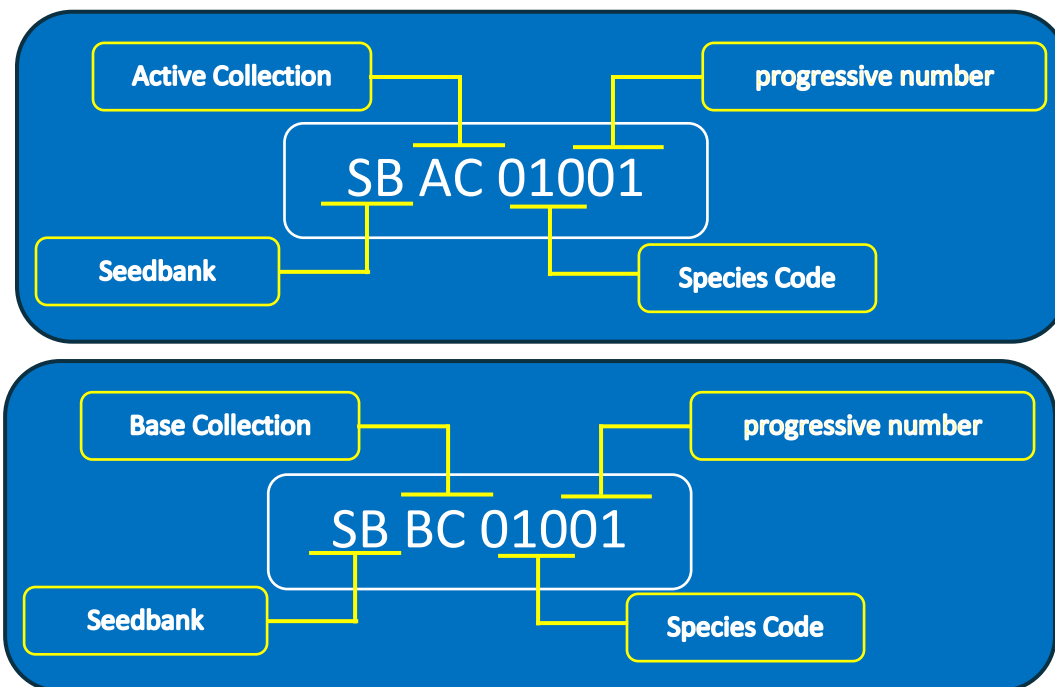 Active Collection
progressive number
SB AC 01001
Seedbank
Species Code
Base Collection
progressive number
SB BC 01001
Seedbank
Species Code